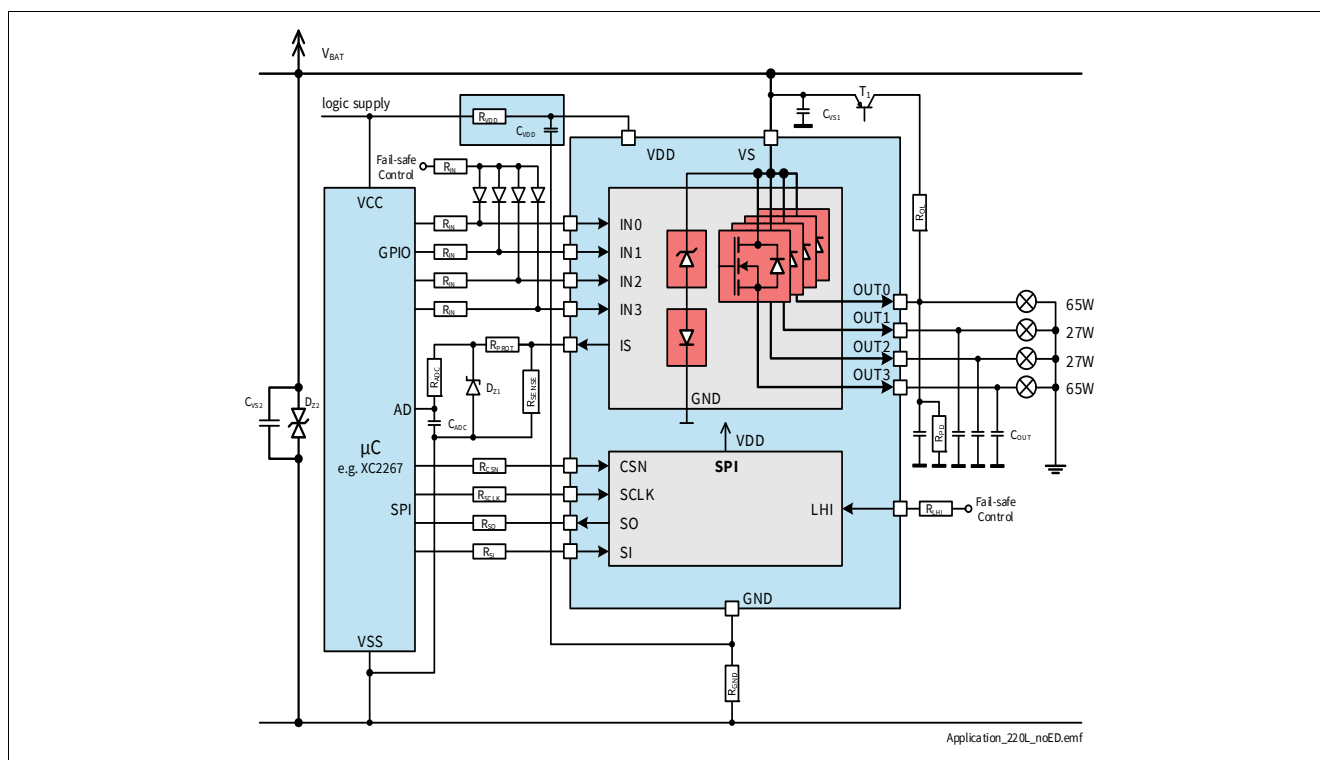 VBAT
T1
logic supply
RVDD
CVDD
CVS1
VDD
VS
Fail-safe
Control
RIN
VCC
ROL
RIN
IN0
GPIO
RIN
IN1
RIN
IN2
OUT0
65W
RIN
IN3
OUT1
27W
IS
RPROT
OUT2
27W
RADC
DZ1
RSENSE
OUT3
65W
CVS2
DZ2
AD
CADC
GND
RPD
COUT
VDD
µC
e.g. XC2267
RCSN
CSN
SPI
RSCLK
SCLK
SPI
LHI
RLHI
Fail-safe
Control
RSO
SO
RSI
SI
GND
VSS
RGND
Application_220L_noED.emf